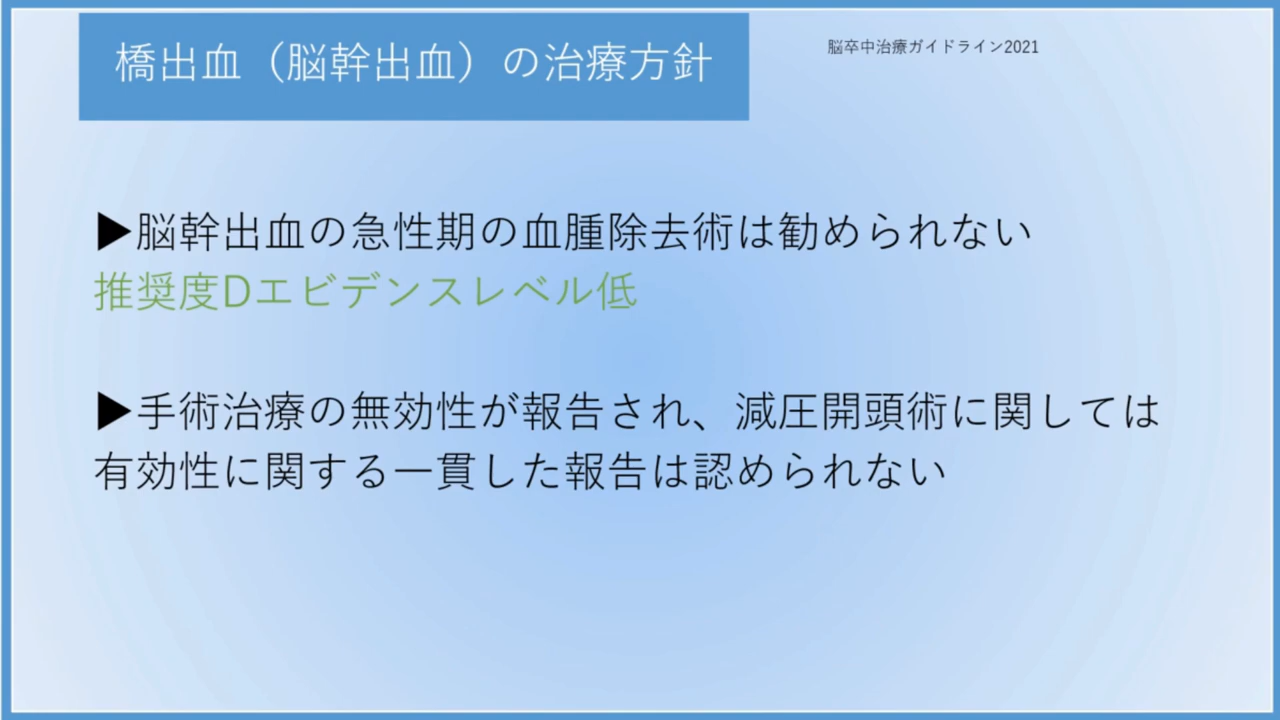 橋出血（脳幹出血）の治療方針
脳卒中治療ガイドライン2021
▶脳幹出血の急性期の血腫除去術は勧められない
推奨度Dエビデンスレベル低
▶手術治療の無効性が報告され、減圧開頭術に関しては
有効性に関する一貫した報告は認められない